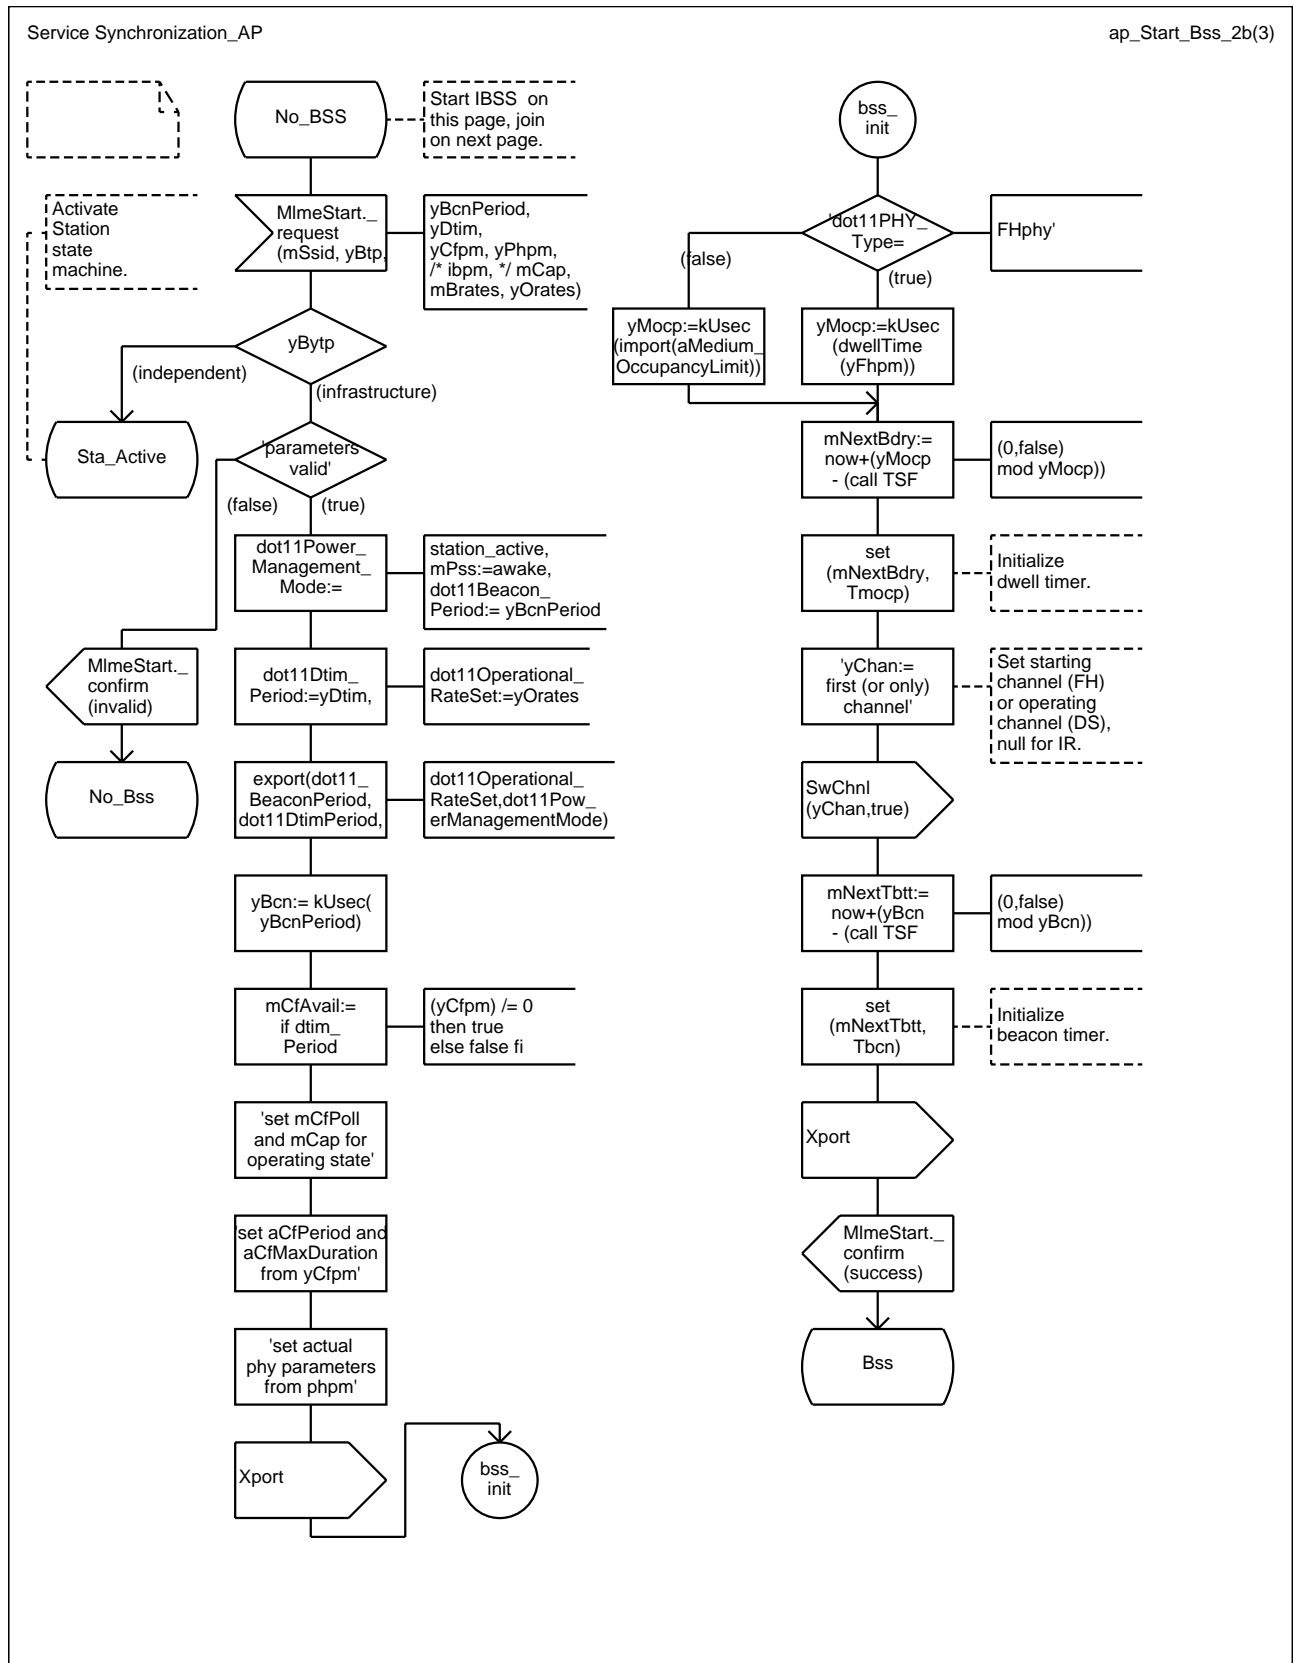 Service Synchronization_AP
ap_Start_Bss_2b(3)
No_BSS
Start IBSS on
this page, join
on next page.
Activate
Station
state
machine.
MlmeStart._
request
(mSsid, yBtp,
yBcnPeriod,
yDtim,
yCfpm, yPhpm,
/* ibpm, */ mCap,
mBrates, yOrates)
yBytp
(independent)
(infrastructure)
Sta_Active
'parameters
valid'
(false)
(true)
dot11Power_
Management_
Mode:=
station_active,
mPss:=awake,
dot11Beacon_
Period:= yBcnPeriod
MlmeStart._
confirm
(invalid)
dot11Dtim_
Period:=yDtim,
dot11Operational_
RateSet:=yOrates
No_Bss
export(dot11_
BeaconPeriod,
dot11DtimPeriod,
dot11Operational_
RateSet,dot11Pow_
erManagementMode)
yBcn:= kUsec(
yBcnPeriod)
mCfAvail:=
if dtim_
Period
(yCfpm) /= 0
then true
else false fi
'set mCfPoll
and mCap for
operating state'
'set aCfPeriod and
aCfMaxDuration
from yCfpm'
'set actual
phy parameters
from phpm'
Xport
bss_
init
bss_
init
'dot11PHY_
Type=
FHphy'
(false)
(true)
yMocp:=kUsec
(import(aMedium_
OccupancyLimit))
yMocp:=kUsec
(dwellTime
(yFhpm))
mNextBdry:=
now+(yMocp
- (call TSF
(0,false)
mod yMocp))
set
(mNextBdry,
Tmocp)
Initialize
dwell timer.
'yChan:=
first (or only)
channel'
Set starting
channel (FH)
or operating
channel (DS),
null for IR.
SwChnl
(yChan,true)
mNextTbtt:=
now+(yBcn
- (call TSF
(0,false)
mod yBcn))
set
(mNextTbtt,
Tbcn)
Initialize
beacon timer.
Xport
MlmeStart._
confirm
(success)
Bss